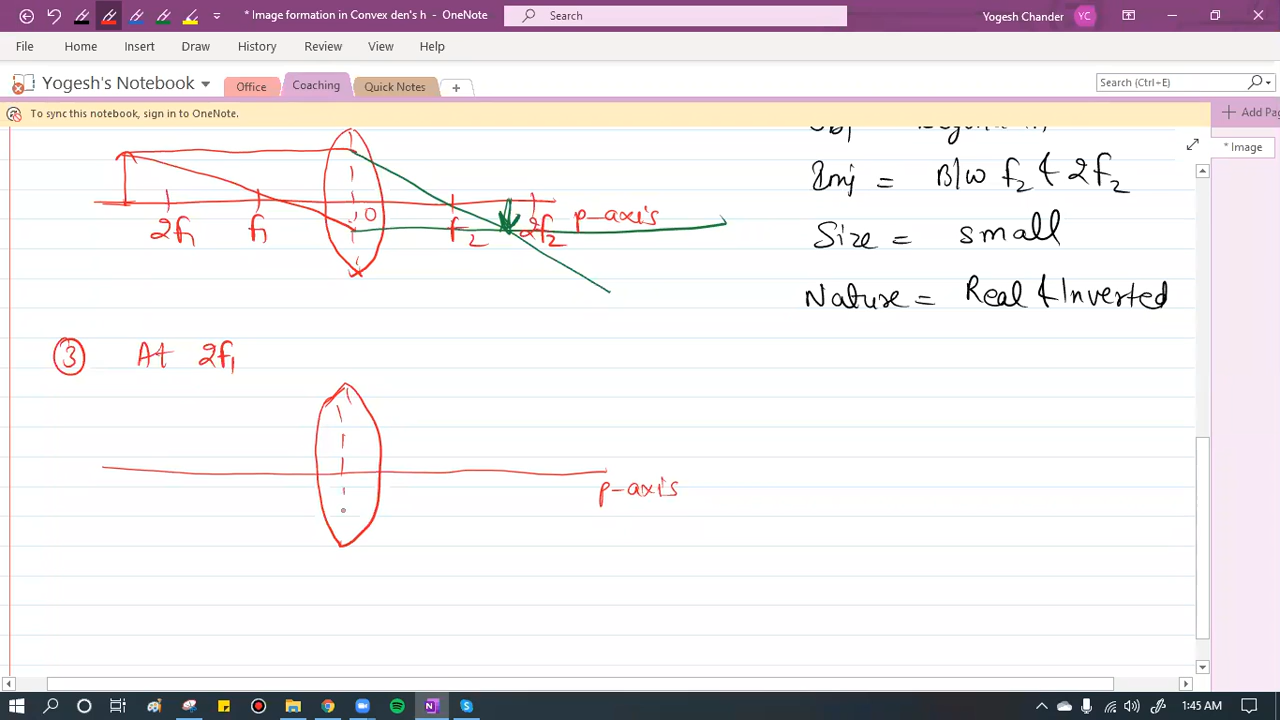 *Image formation in Convex den's h - OneNote
Search
Yogesh Chander
YC
File Home Insert Draw History Review View Help
Yogesh's Notebook
Office
Coaching
Quick Notes
Search (Ctrl+E)
To sync this notebook, sign in to OneNote.
Add Pag
* Image
Img = B/w f2 & 2f2
2f1 f1 O f2 2f2 p-axis
Size = small
Nature = Real & Inverted
3 At 2f1
p-axis
1:45 AM